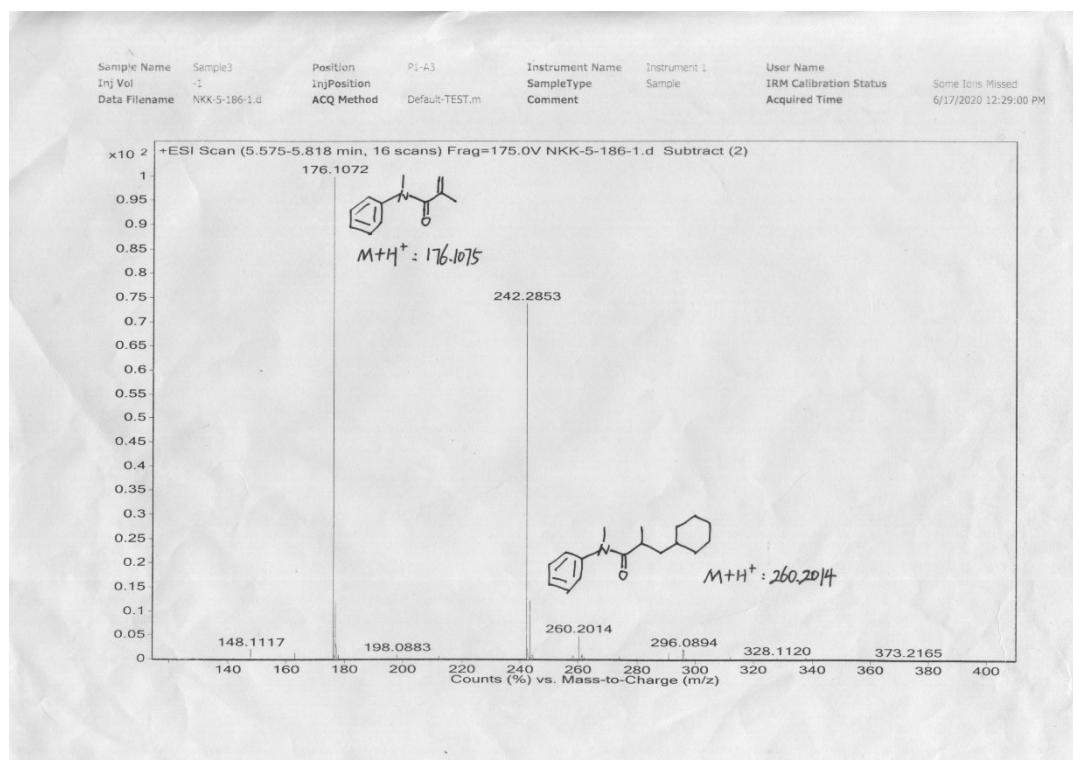 Sample Name Sample3 Position P1-A3 Instrument Name Instrument 1 User Name
Inj Vol -1 InjPosition SampleType Sample IRM Calibration Status Some Ions Missed
Data Filename NKK-5-186-1.d ACQ Method Default-TEST.m Comment Acquired Time 6/17/2020 12:29:00 PM
x10 2 +ESI Scan (5.575-5.818 min, 16 scans) Frag=175.0V NKK-5-186-1.d Subtract (2)
176.1072
1
0.95
N
0.9
O
0.85
M+H+ : 176.1075
0.8
0.75
242.2853
0.7
0.65
0.6
0.55
0.5
0.45
0.4
0.35
0.3
0.25
N
0.2
O
M+H+ : 260.2014
0.15
0.1
0.05
148.1117 198.0883 260.2014 296.0894 328.1120 373.2165
0
140 160 180 200 220 240 260 280 300 320 340 360 380 400
Counts (%) vs. Mass-to-Charge (m/z)